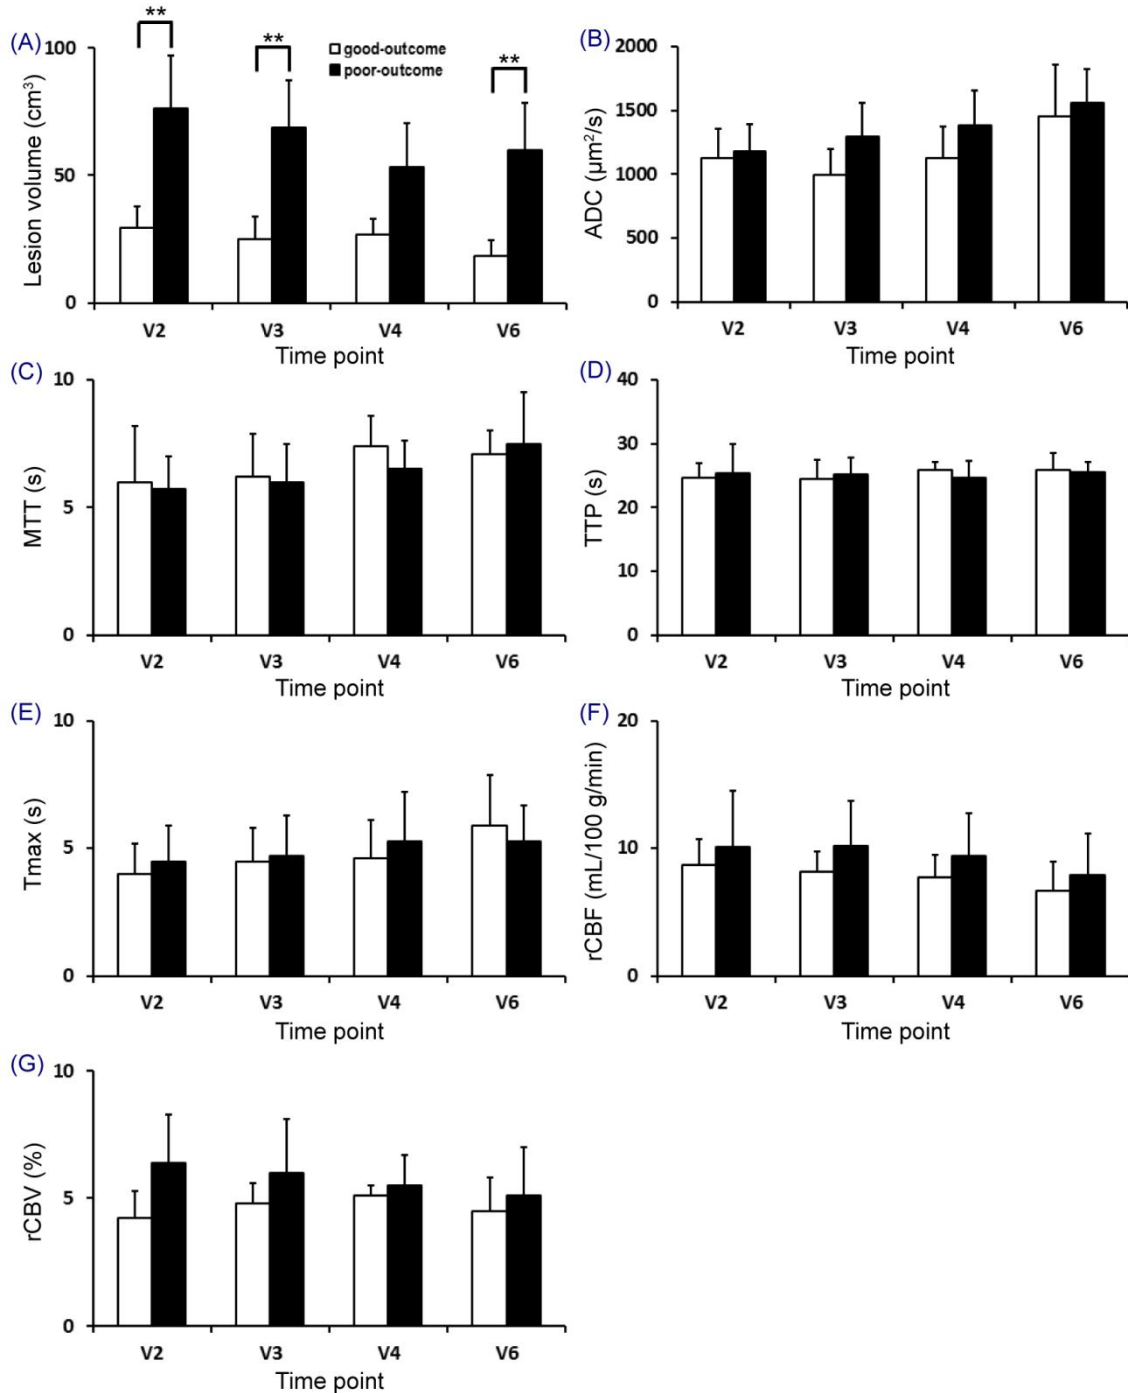 (A)
Lesion volume (cm³)
100
50
0
**
**
**
good-outcome
poor-outcome
V2 V3 V4 V6
Time point
(B)
ADC (µm²/s)
2000
1500
1000
500
0
V2 V3 V4 V6
Time point
(C)
MTT (s)
10
5
0
V2 V3 V4 V6
Time point
(D)
TTP (s)
40
30
20
10
0
V2 V3 V4 V6
Time point
(E)
Tmax (s)
10
5
0
V2 V3 V4 V6
Time point
(F)
rCBF (mL/100 g/min)
20
10
0
V2 V3 V4 V6
Time point
(G)
rCBV (%)
10
5
0
V2 V3 V4 V6
Time point